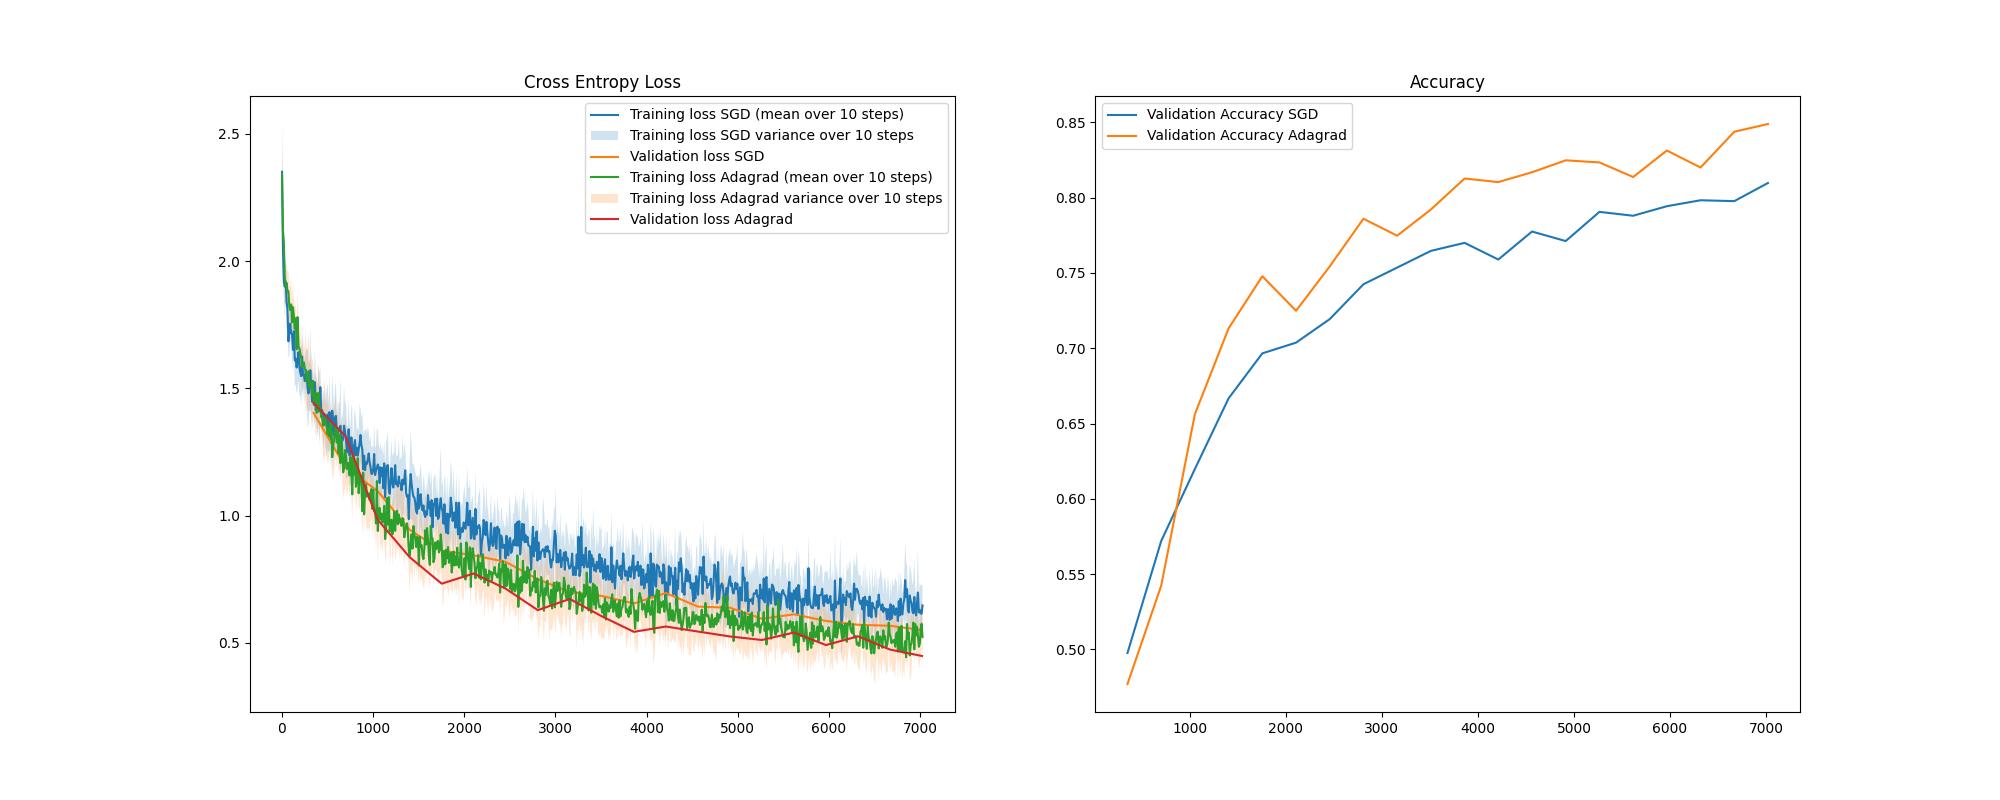 Cross Entropy Loss
2.5
2.0
1.5
1.0
0.5
0 1000 2000 3000 4000 5000 6000 7000
Training loss SGD (mean over 10 steps)
Training loss SGD variance over 10 steps
Validation loss SGD
Training loss Adagrad (mean over 10 steps)
Training loss Adagrad variance over 10 steps
Validation loss Adagrad
Accuracy
0.85
0.80
0.75
0.70
0.65
0.60
0.55
0.50
1000 2000 3000 4000 5000 6000 7000
Validation Accuracy SGD
Validation Accuracy Adagrad